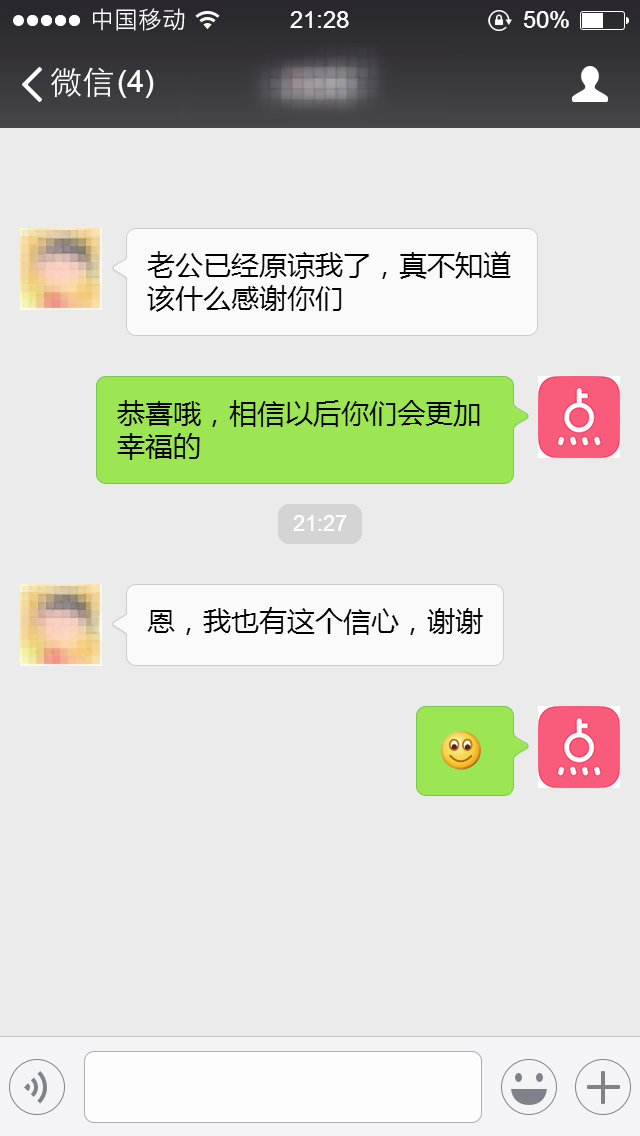 中国移动 21:28 50%
微信(4)
老公已经原谅我了，真不知道
该什么感谢你们
恭喜哦，相信以后你们会更加
幸福的
21:27
恩，我也有这个信心，谢谢